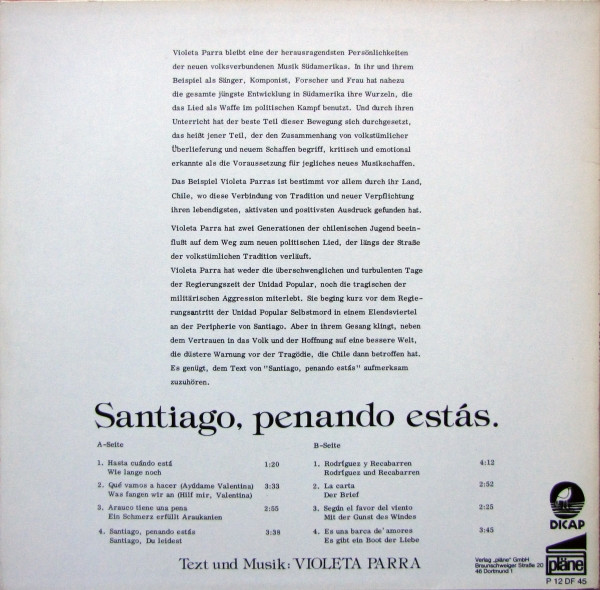 Violeta Parra bleibt eine der herausragendsten Persönlichkeiten
der neuen volksverbundenen Musik Südamerikas. In ihr und ihrem
Beispiel als Sänger, Komponist, Forscher und Frau hat nahezu
die gesamte jüngste Entwicklung in Südamerika ihre Wurzeln, die
das Lied als Waffe im politischen Kampf benutzt. Und durch ihren
Unterricht hat der beste Teil dieser Bewegung sich durchgesetzt,
das heißt jener Teil, der den Zusammenhang von volkstümlicher
Überlieferung und neuem Schaffen begriff, kritisch und emotional
erkannte als die Voraussetzung für jegliches neues Musikschaffen.
Das Beispiel Violeta Parras ist bestimmt vor allem durch ihr Land,
Chile, wo diese Verbindung von Tradition und neuer Verpflichtung
ihren lebendigsten, aktivsten und positivsten Ausdruck gefunden hat.
Violeta Parra hat zwei Generationen der chilenischen Jugend beein-
flußt auf dem Weg zum neuen politischen Lied, der längs der Straße
der volkstümlichen Tradition verläuft.
Violeta Parra hat weder die überschwenglichen und turbulenten Tage
der Regierungszeit der Unidad Popular, noch die tragischen der
militärischen Aggression miterlebt. Sie beging kurz vor dem Regie-
rungsantritt der Unidad Popular Selbstmord in einem Elendsviertel
an der Peripherie von Santiago. Aber in ihrem Gesang klingt, neben
dem Vertrauen in das Volk und der Hoffnung auf eine bessere Welt,
die düstere Warnung vor der Tragödie, die Chile dann betroffen hat.
Es genügt, dem Text von "Santiago, penando estás" aufmerksam
zuzuhören.
Santiago, penando estás.
A-Seite
1. Hasta cuándo está 1:20
Wie lange noch
2. Qué vamos a hacer (Ayúdame Valentina) 3:33
Was fangen wir an (Hilf mir, Valentina)
3. Arauco tiene una pena 2:55
Ein Schmerz erfüllt Araukanien
4. Santiago, penando estás 3:38
Santiago, Du leidest
B-Seite
1. Rodríguez y Recabarren 4:12
Rodríguez und Recabarren
2. La carta 2:52
Der Brief
3. Según el favor del viento 2:25
Mit der Gunst des Windes
4. Es una barca de'amores 3:45
Es gibt ein Boot der Liebe
Text und Musik: VIOLETA PARRA
Verlag „pläne" GmbH
Braunschweiger Straße 20
46 Dortmund 1
DICAP
pläne
P 12 DF 45